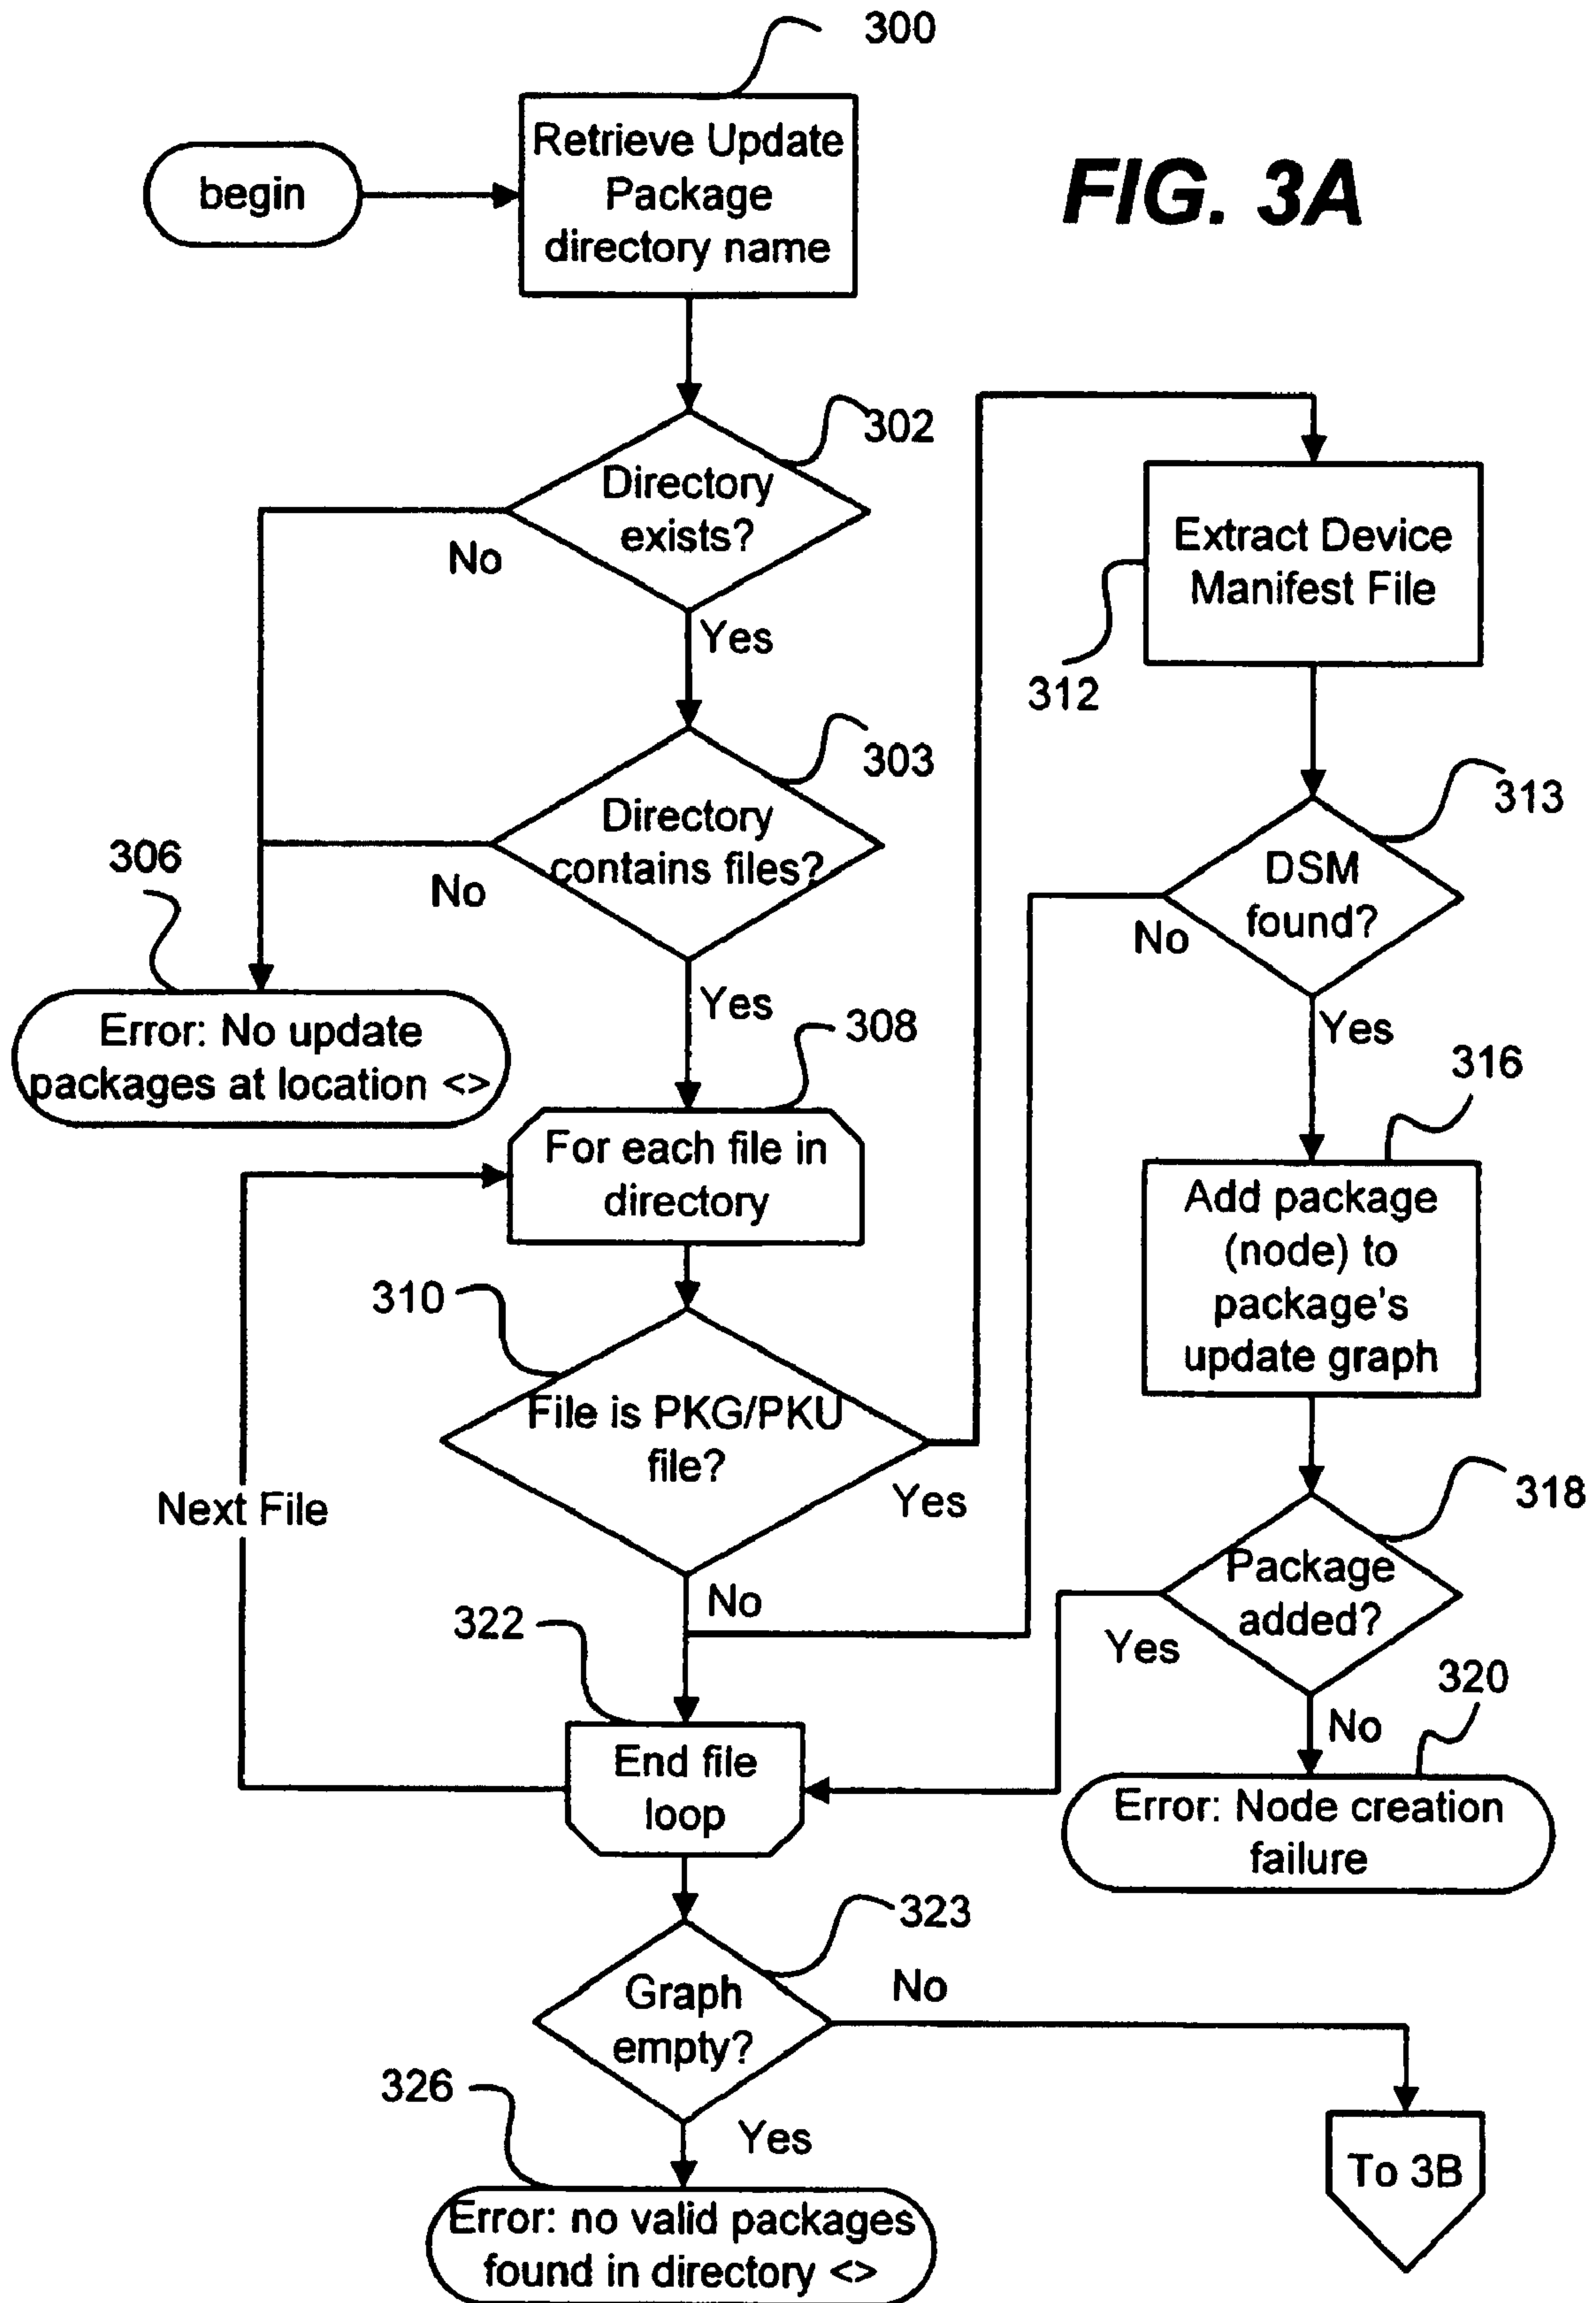 300
Retrieve Update
Package
directory name
begin
FIG. 3A
302
Directory
exists?
No
Yes
Extract Device
Manifest File
312
303
Directory
contains files?
No
Yes
313
DSM
found?
No
Yes
306
Error: No update
packages at location <>
308
For each file in
directory
316
Add package
(node) to
package's
update graph
310
File is PKG/PKU
file?
Yes
No
Next File
318
Package
added?
Yes
No
320
Error: Node creation
failure
322
End file
loop
323
Graph
empty?
No
Yes
To 3B
326
Error: no valid packages
found in directory <>